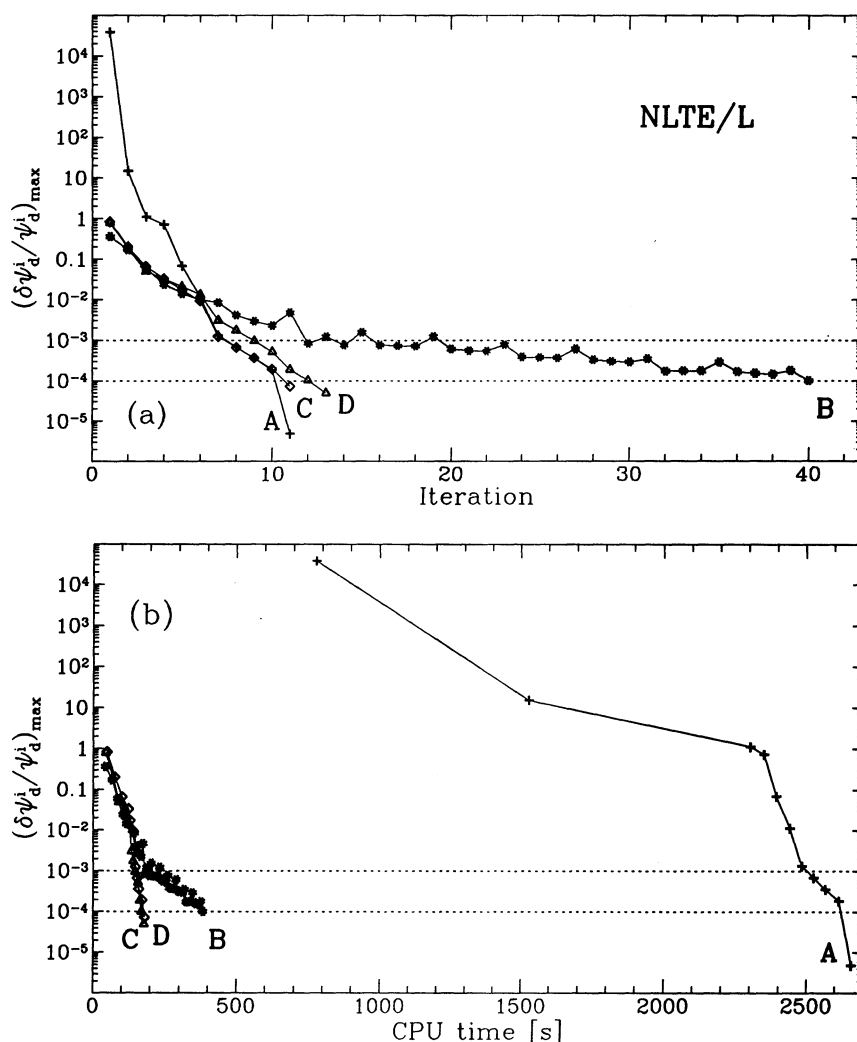 (δψ_d^i/ψ_d^i)_max
10^4
10^3
10^2
10
1
0.1
10^-2
10^-3
10^-4
10^-5
NLTE/L
(a)
A
C
D
B
0 10 20 30 40
Iteration
(δψ_d^i/ψ_d^i)_max
10^4
10^3
10^2
10
1
0.1
10^-2
10^-3
10^-4
10^-5
(b)
C D B
A
0 500 1000 1500 2000 2500
CPU time [s]